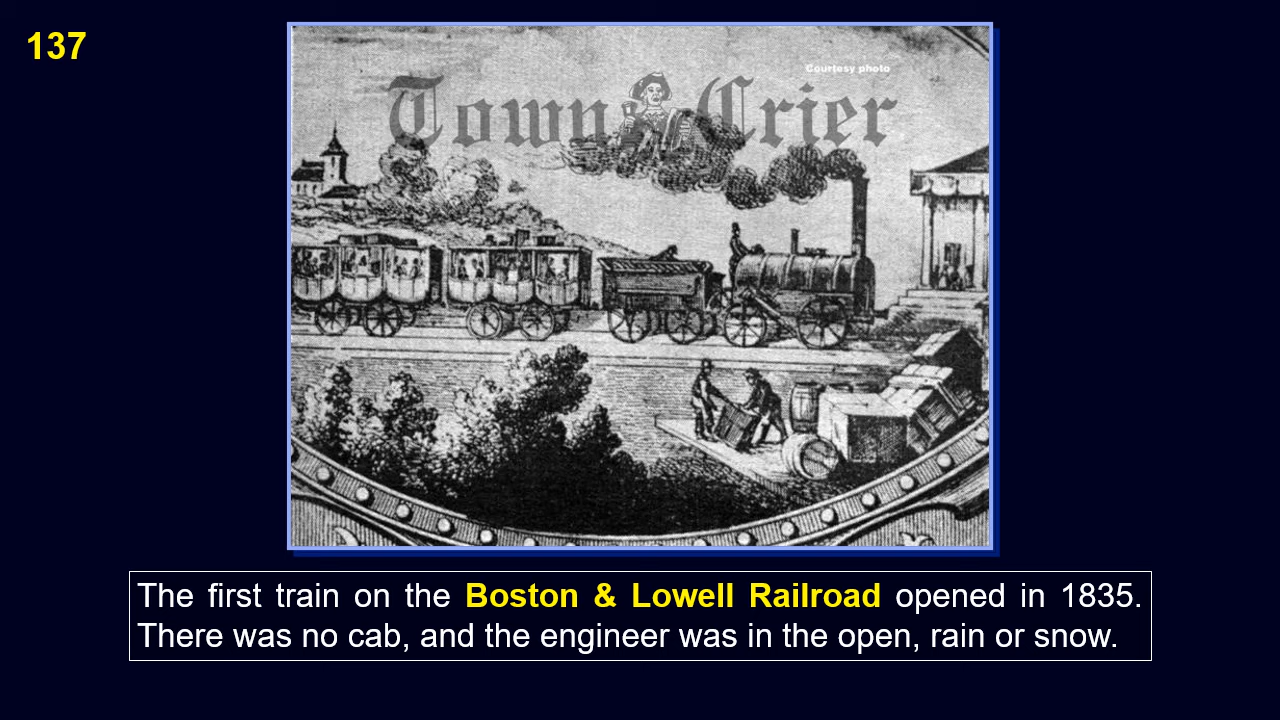 137
Courtesy photo
Town Crier
The first train on the Boston & Lowell Railroad opened in 1835.
There was no cab, and the engineer was in the open, rain or snow.